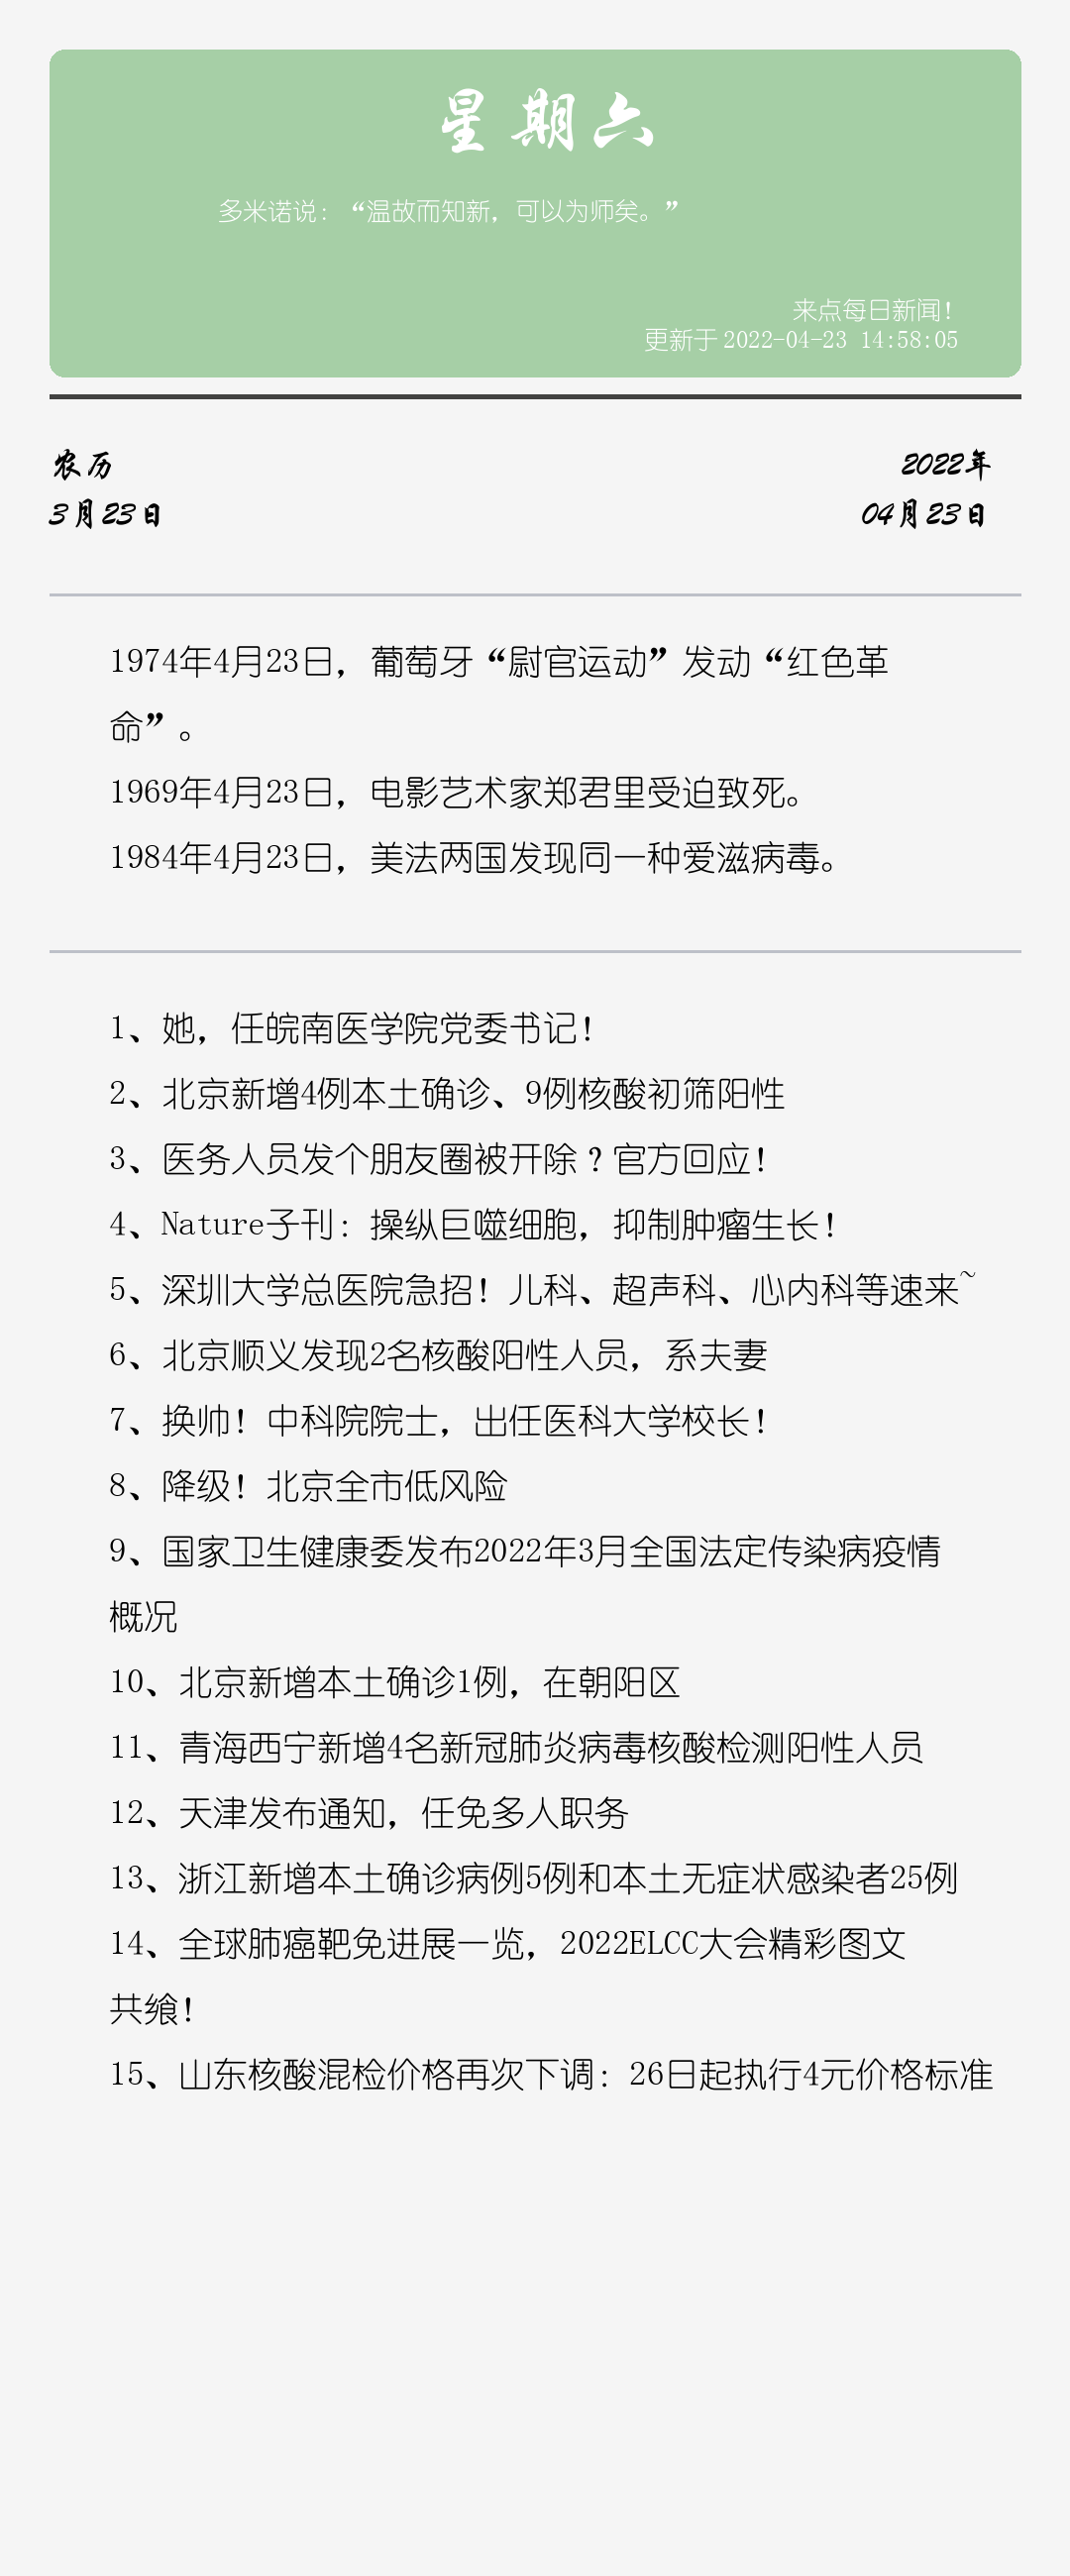 星期六
多米诺说：“温故而知新，可以为师矣。”
来点每日新闻！
更新于 2022-04-23 14:58:05
农历
2022年
3月23日
04月23日
1974年4月23日，葡萄牙“尉官运动”发动“红色革
命”。
1969年4月23日，电影艺术家郑君里受迫致死。
1984年4月23日，美法两国发现同一种爱滋病毒。
1、她，任皖南医学院党委书记！
2、北京新增4例本土确诊、9例核酸初筛阳性
3、医务人员发个朋友圈被开除？官方回应！
4、Nature子刊：操纵巨噬细胞，抑制肿瘤生长！
5、深圳大学总医院急招！儿科、超声科、心内科等速来~
6、北京顺义发现2名核酸阳性人员，系夫妻
7、换帅！中科院院士，出任医科大学校长！
8、降级！北京全市低风险
9、国家卫生健康委发布2022年3月全国法定传染病疫情
概况
10、北京新增本土确诊1例，在朝阳区
11、青海西宁新增4名新冠肺炎病毒核酸检测阳性人员
12、天津发布通知，任免多人职务
13、浙江新增本土确诊病例5例和本土无症状感染者25例
14、全球肺癌靶免进展一览，2022ELCC大会精彩图文
共飨！
15、山东核酸混检价格再次下调：26日起执行4元价格标准